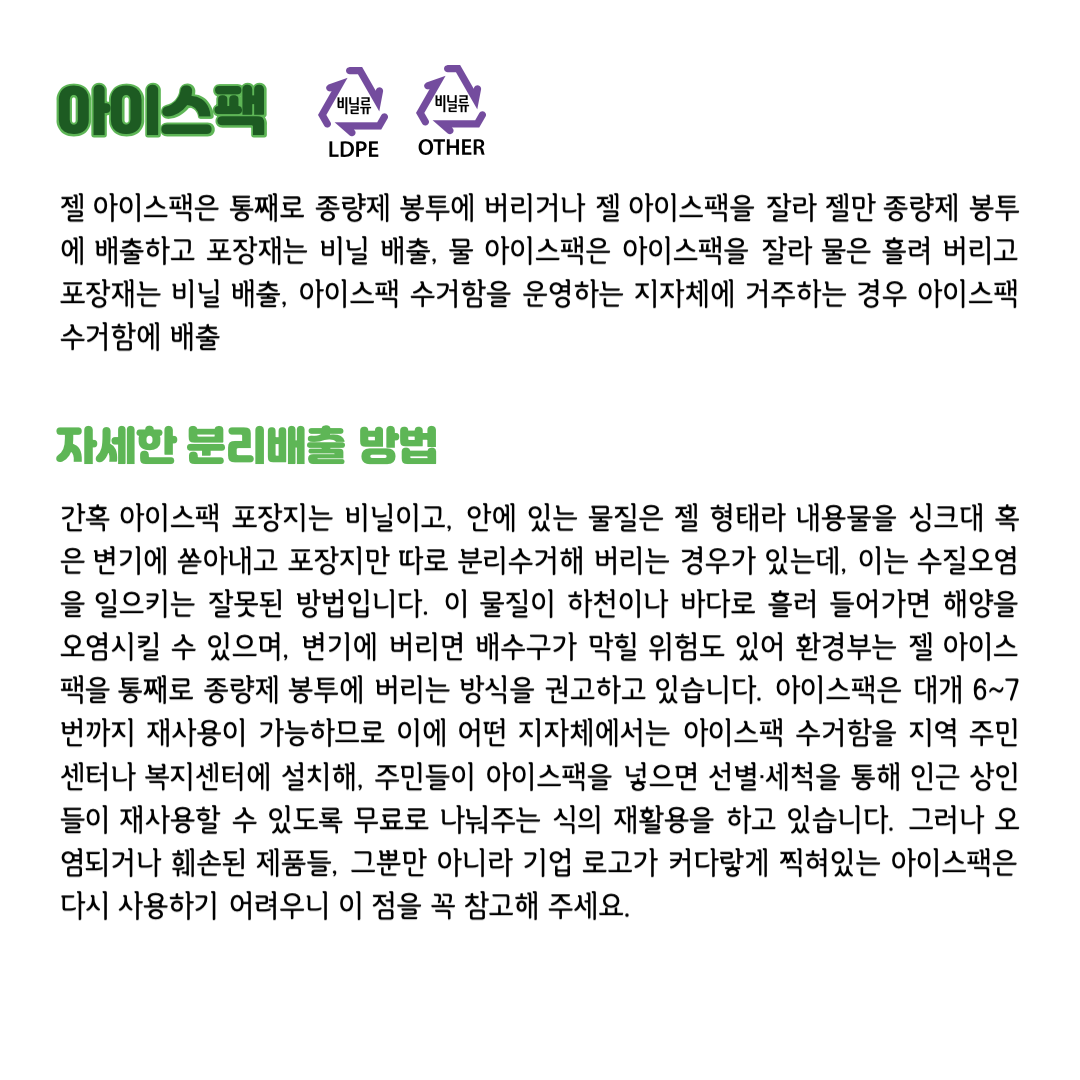 아이스팩
비닐류
LDPE
비닐류
OTHER
젤 아이스팩은 통째로 종량제 봉투에 버리거나 젤 아이스팩을 잘라 젤만 종량제 봉투
에 배출하고 포장재는 비닐 배출, 물 아이스팩은 아이스팩을 잘라 물은 흘려 버리고
포장재는 비닐 배출, 아이스팩 수거함을 운영하는 지자체에 거주하는 경우 아이스팩
수거함에 배출
자세한 분리배출 방법
간혹 아이스팩 포장지는 비닐이고, 안에 있는 물질은 젤 형태라 내용물을 싱크대 혹
은 변기에 쏟아내고 포장지만 따로 분리수거해 버리는 경우가 있는데, 이는 수질오염
을 일으키는 잘못된 방법입니다. 이 물질이 하천이나 바다로 흘러 들어가면 해양을
오염시킬 수 있으며, 변기에 버리면 배수구가 막힐 위험도 있어 환경부는 젤 아이스
팩을 통째로 종량제 봉투에 버리는 방식을 권고하고 있습니다. 아이스팩은 대개 6~7
번까지 재사용이 가능하므로 이에 어떤 지자체에서는 아이스팩 수거함을 지역 주민
센터나 복지센터에 설치해, 주민들이 아이스팩을 넣으면 선별·세척을 통해 인근 상인
들이 재사용할 수 있도록 무료로 나눠주는 식의 재활용을 하고 있습니다. 그러나 오
염되거나 훼손된 제품들, 그뿐만 아니라 기업 로고가 커다랗게 찍혀있는 아이스팩은
다시 사용하기 어려우니 이 점을 꼭 참고해 주세요.